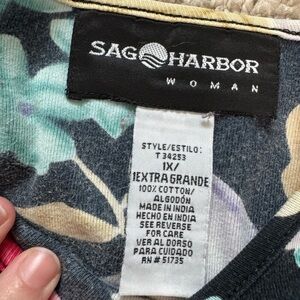 SAG HARBOR
WOMAN
STYLE/ESTILO:
T 34253
1X/
1EXTRA GRANDE
100% COTTON/
ALGODÓN
MADE IN INDIA
HECHO EN INDIA
SEE REVERSE
FOR CARE
VER AL DORSO
PARA CUIDADO
RN # 51735